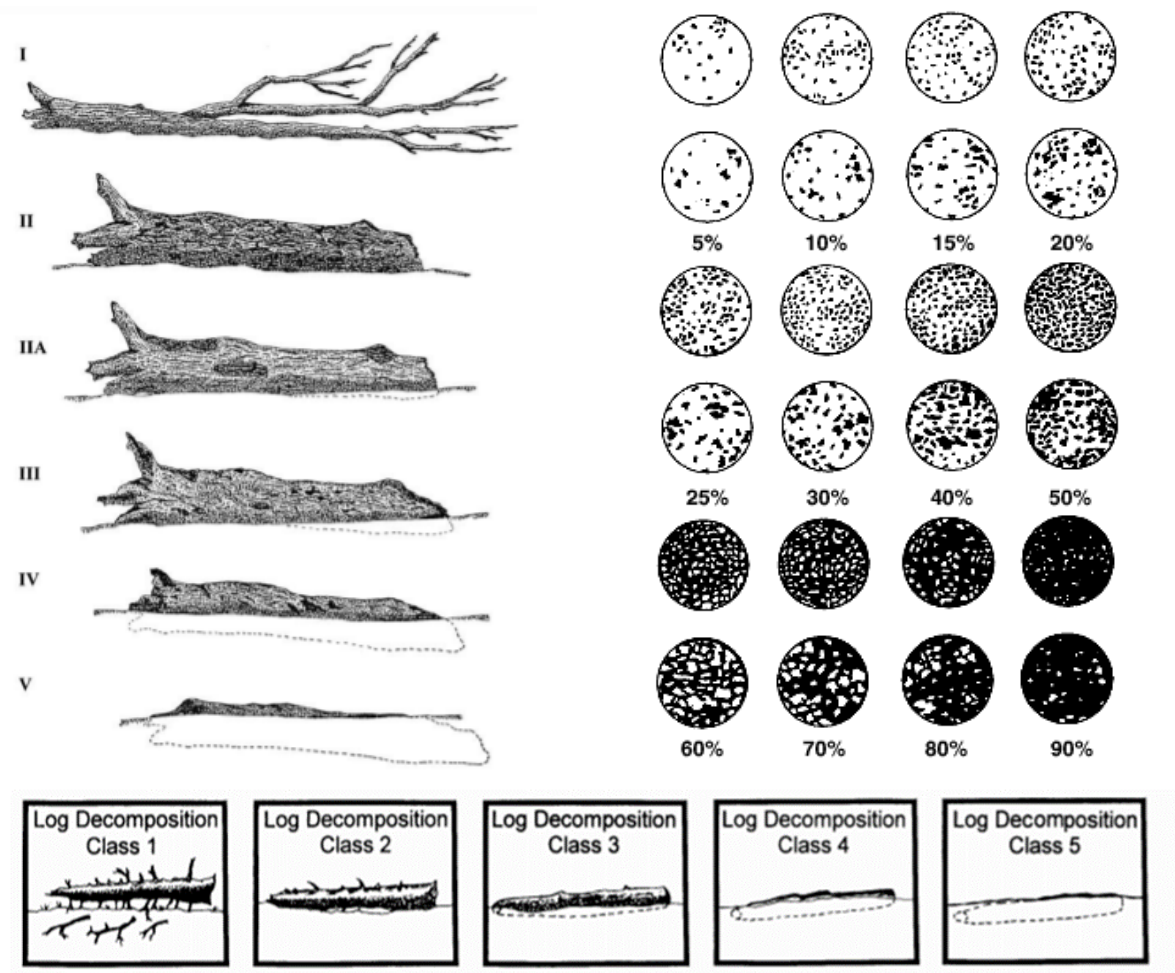 I
II
IIA
III
IV
V
5% 10% 15% 20%
25% 30% 40% 50%
60% 70% 80% 90%
Log Decomposition
Class 1
Log Decomposition
Class 2
Log Decomposition
Class 3
Log Decomposition
Class 4
Log Decomposition
Class 5